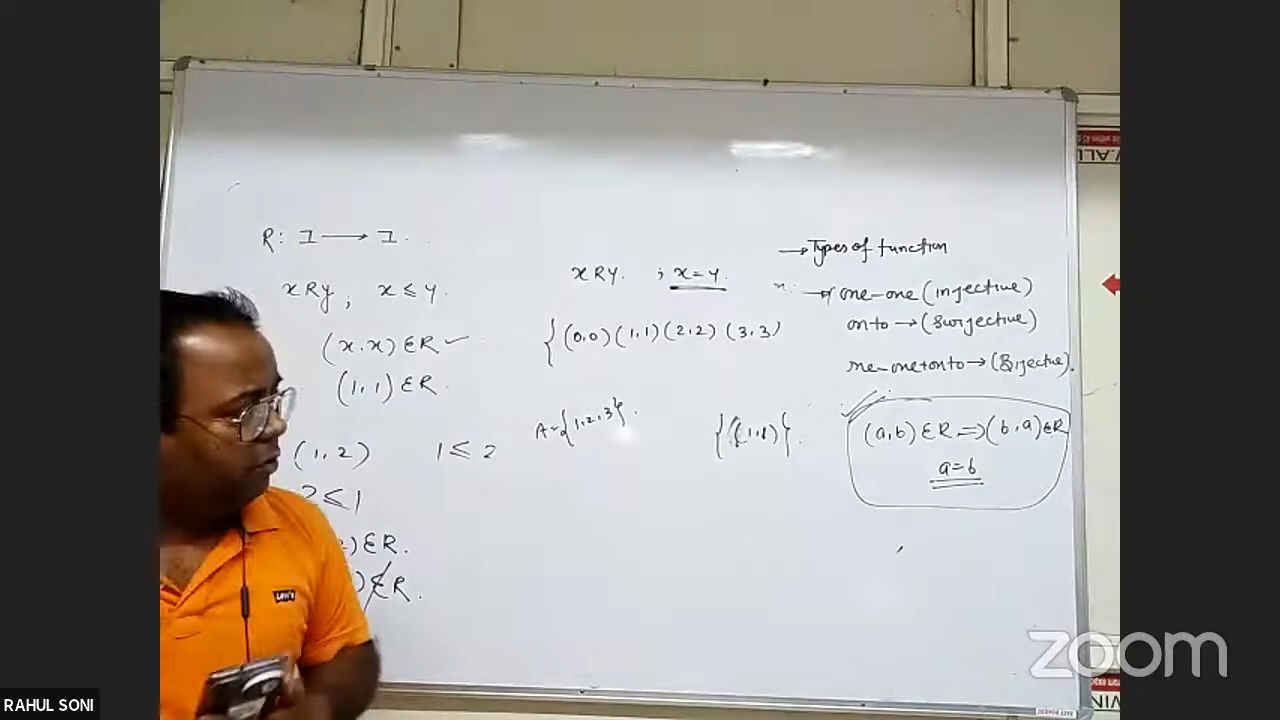 R: I → I.
xRy, x ≤ y.
(x.x) ∈ R ✓
(1,1) ∈ R.
(1,2) 1 ≤ 2
2 ≤ 1
) ∈ R.
) ∉ R.
xRy. ; x = y.
{(0,0)(1,1)(2,2)(3,3)
A={1,2,3}.
{(1,1)}.
→ Types of function
→ one-one (injective)
onto → (Surjective)
one-one+onto → (Bijective).
(a,b) ∈ R ⇒ (b,a) ∈ R
a=b
Levi's
zoom
RAHUL SONI